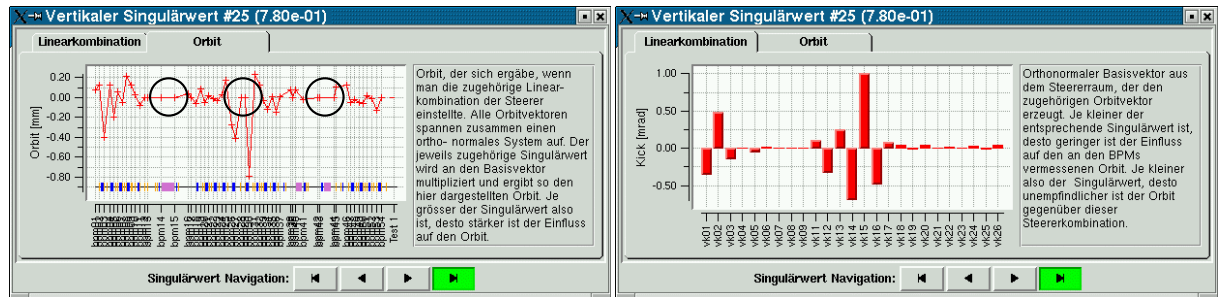 Vertikaler Singulärwert #25 (7.80e-01)
Linearkombination
Orbit
Orbit [mm]
0.20
0.00
-0.20
-0.40
-0.60
-0.80
bpm01
bpm13
bpm14
bpm15
Test 1
Orbit, der sich ergäbe, wenn
man die zugehörige Linear-
kombination der Steerer
einstellte. Alle Orbitvektoren
spannen zusammen einen
ortho- normales System auf. Der
jeweils zugehörige Singulärwert
wird an den Basisvektor
multipliziert und ergibt so den
hier dargestellten Orbit. Je
grösser der Singulärwert also
ist, desto stärker ist der Einfluss
auf den Orbit.
Singulärwert Navigation:
Vertikaler Singulärwert #25 (7.80e-01)
Linearkombination
Orbit
Kick [mrad]
1.00
0.50
0.00
-0.50
vk01
vk02
vk03
vk04
vk05
vk06
vk07
vk08
vk09
vk11
vk12
vk13
vk14
vk15
vk16
vk17
vk18
vk19
vk20
vk21
vk22
vk23
vk24
vk25
vk26
Orthonormaler Basisvektor aus
dem Steererraum, der den
zugehörigen Orbitvektor
erzeugt. Je kleiner der
entsprechende Singulärwert ist,
desto geringer ist der Einfluss
auf den an den BPMs
vermessenen Orbit. Je kleiner
also der Singulärwert, desto
unempfindlicher ist der Orbit
gegenüber dieser
Steererkombination.
Singulärwert Navigation: